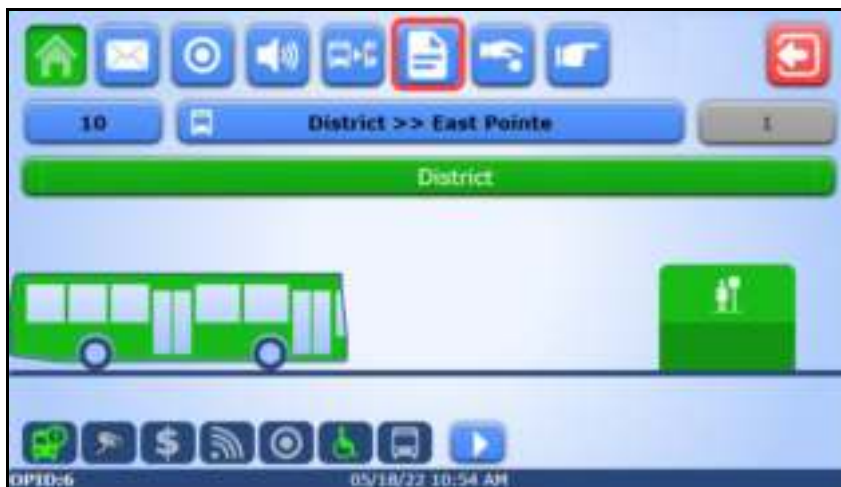 10
District >> East Pointe
1
District
$
OPID:6
05/18/22 10:54 AM